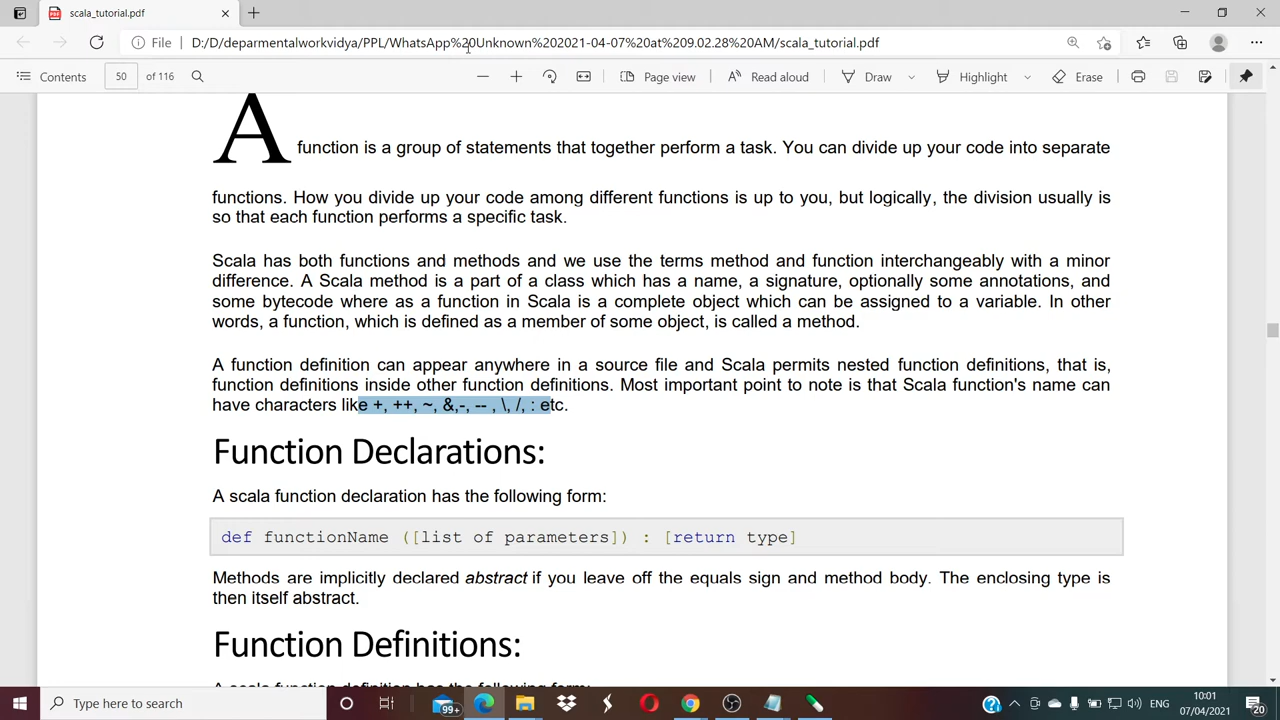 scala_tutorial.pdf
File D:/D/deparmentalworkvidya/PPL/WhatsApp%20Unknown%202021-04-07%20at%209.02.28%20AM/scala_tutorial.pdf
Contents 50 of 116 Page view Read aloud Draw Highlight Erase
A function is a group of statements that together perform a task. You can divide up your code into separate
functions. How you divide up your code among different functions is up to you, but logically, the division usually is
so that each function performs a specific task.
Scala has both functions and methods and we use the terms method and function interchangeably with a minor
difference. A Scala method is a part of a class which has a name, a signature, optionally some annotations, and
some bytecode where as a function in Scala is a complete object which can be assigned to a variable. In other
words, a function, which is defined as a member of some object, is called a method.
A function definition can appear anywhere in a source file and Scala permits nested function definitions, that is,
function definitions inside other function definitions. Most important point to note is that Scala function's name can
have characters like +, ++, ~, &,-, -- , \, /, : etc.
Function Declarations:
A scala function declaration has the following form:
def functionName ([list of parameters]) : [return type]
Methods are implicitly declared abstract if you leave off the equals sign and method body. The enclosing type is
then itself abstract.
Function Definitions:
A scala function definition has the following form:
Type here to search 99+ ENG 10:01
07/04/2021 20